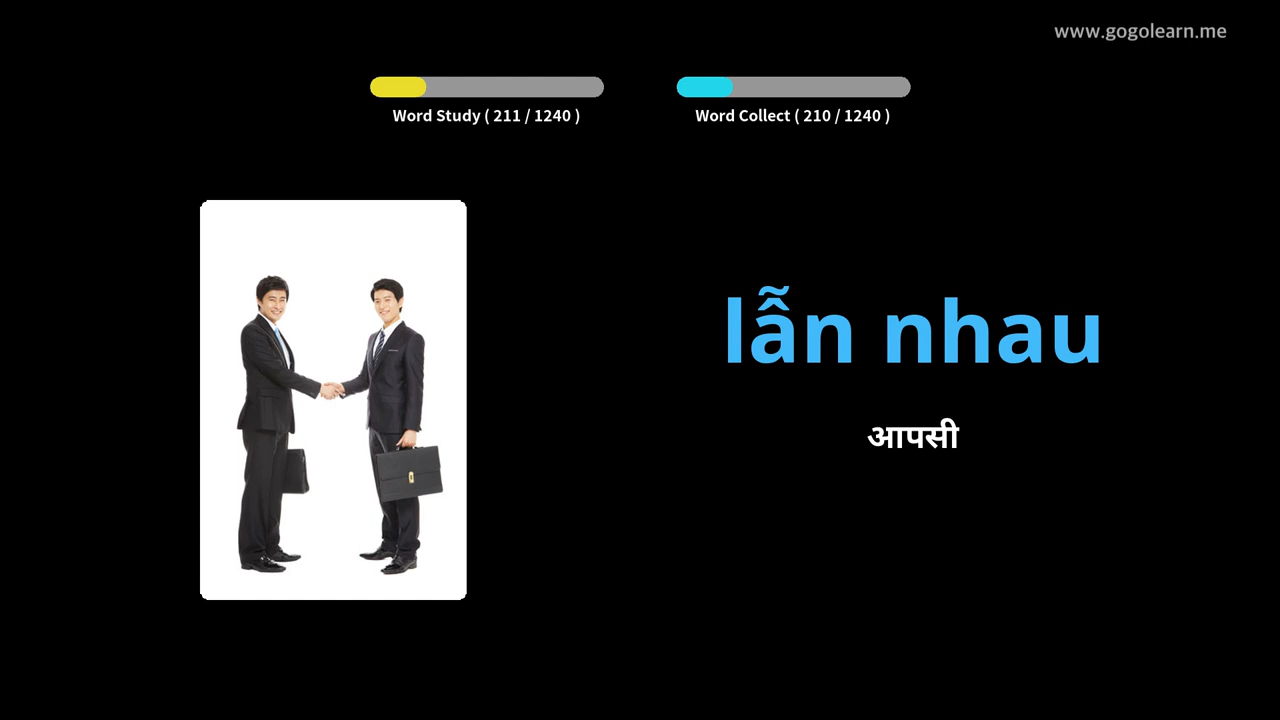 www.gogolearn.me
Word Study ( 211 / 1240 )
Word Collect ( 210 / 1240 )
lẫn nhau
आपसी